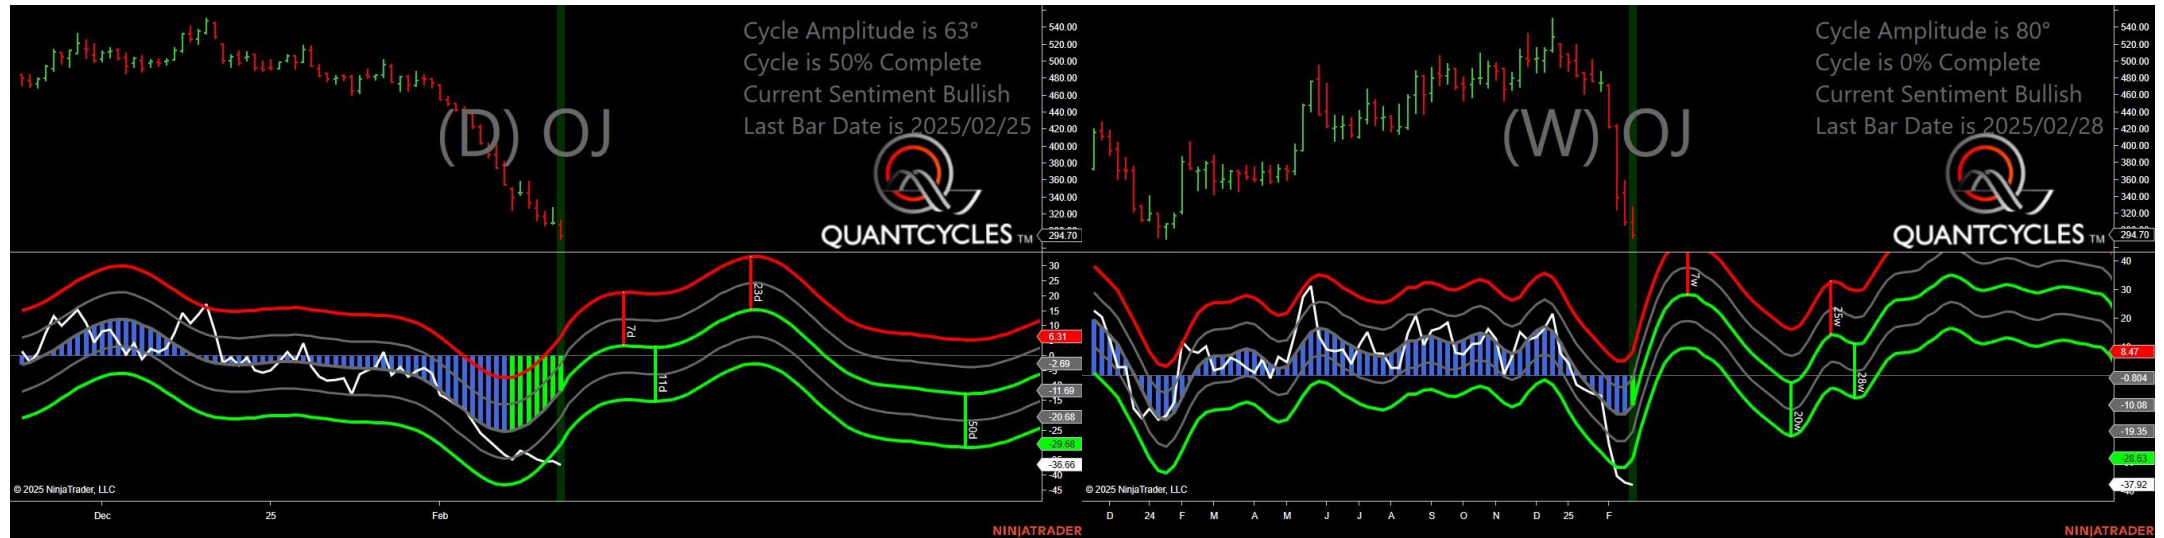 Cycle Amplitude is 63°
Cycle is 50% Complete
Current Sentiment Bullish
Last Bar Date is 2025/02/25
(D) OJ
QUANTCYCLES TM
540.00
520.00
500.00
480.00
460.00
440.00
420.00
400.00
380.00
360.00
340.00
320.00
294.70
30
25
20
15
10
6.31
0
-2.69
-5
-11.69
-15
-20.68
-25
-29.68
-36.66
-40
-45
7d
11d
23d
50d
© 2025 NinjaTrader, LLC
Dec 25 Feb
NINJATRADER
Cycle Amplitude is 80°
Cycle is 0% Complete
Current Sentiment Bullish
Last Bar Date is 2025/02/28
(W) OJ
QUANTCYCLES TM
540.00
520.00
500.00
480.00
460.00
440.00
420.00
400.00
380.00
360.00
340.00
320.00
294.70
40
30
20
8.47
-0.804
-10.08
-19.35
-28.63
-37.92
7w
20w
25w
28w
© 2025 NinjaTrader, LLC
D 24 F M A M J J A S O N D 25 F
NINJATRADER